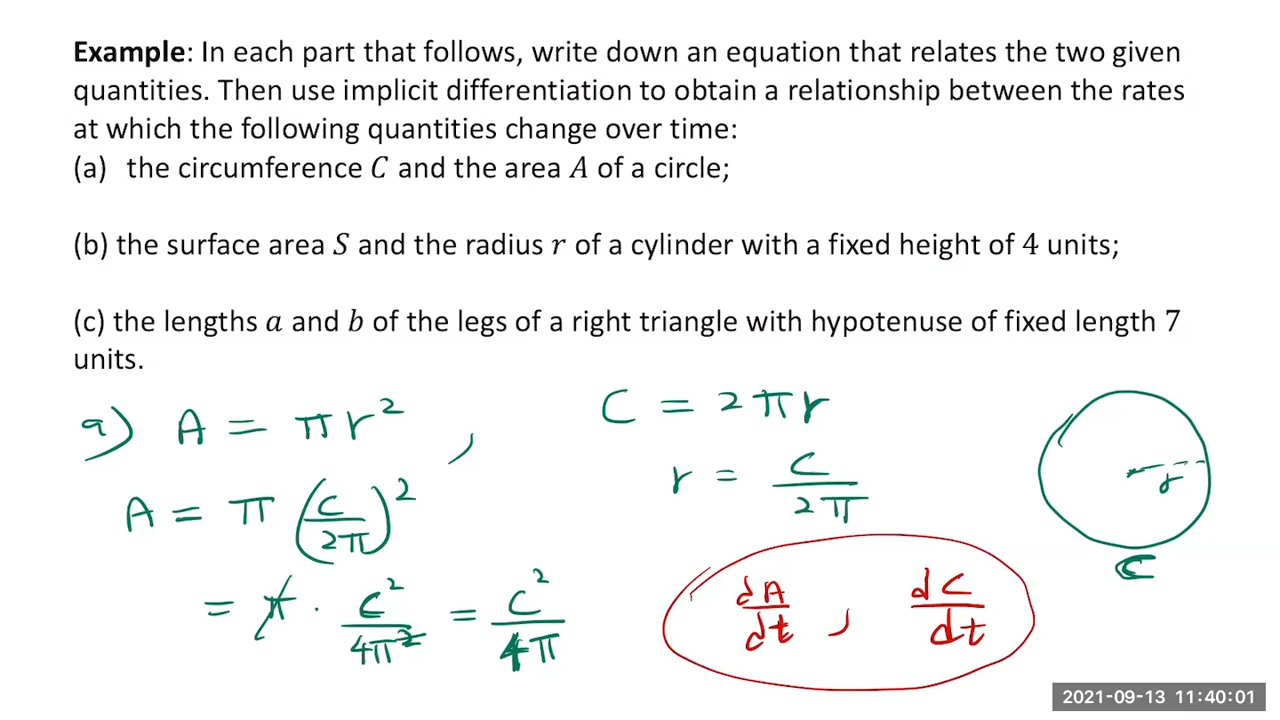 Example: In each part that follows, write down an equation that relates the two given
quantities. Then use implicit differentiation to obtain a relationship between the rates
at which the following quantities change over time:
(a) the circumference C and the area A of a circle;
(b) the surface area S and the radius r of a cylinder with a fixed height of 4 units;
(c) the lengths a and b of the legs of a right triangle with hypotenuse of fixed length 7
units.
a) A = πr² , C = 2πr
r = C/2π
A = π (C/2π)²
= π · C²/4π² = C²/4π
dA/dt , dC/dt
r
C
2021-09-13 11:40:01